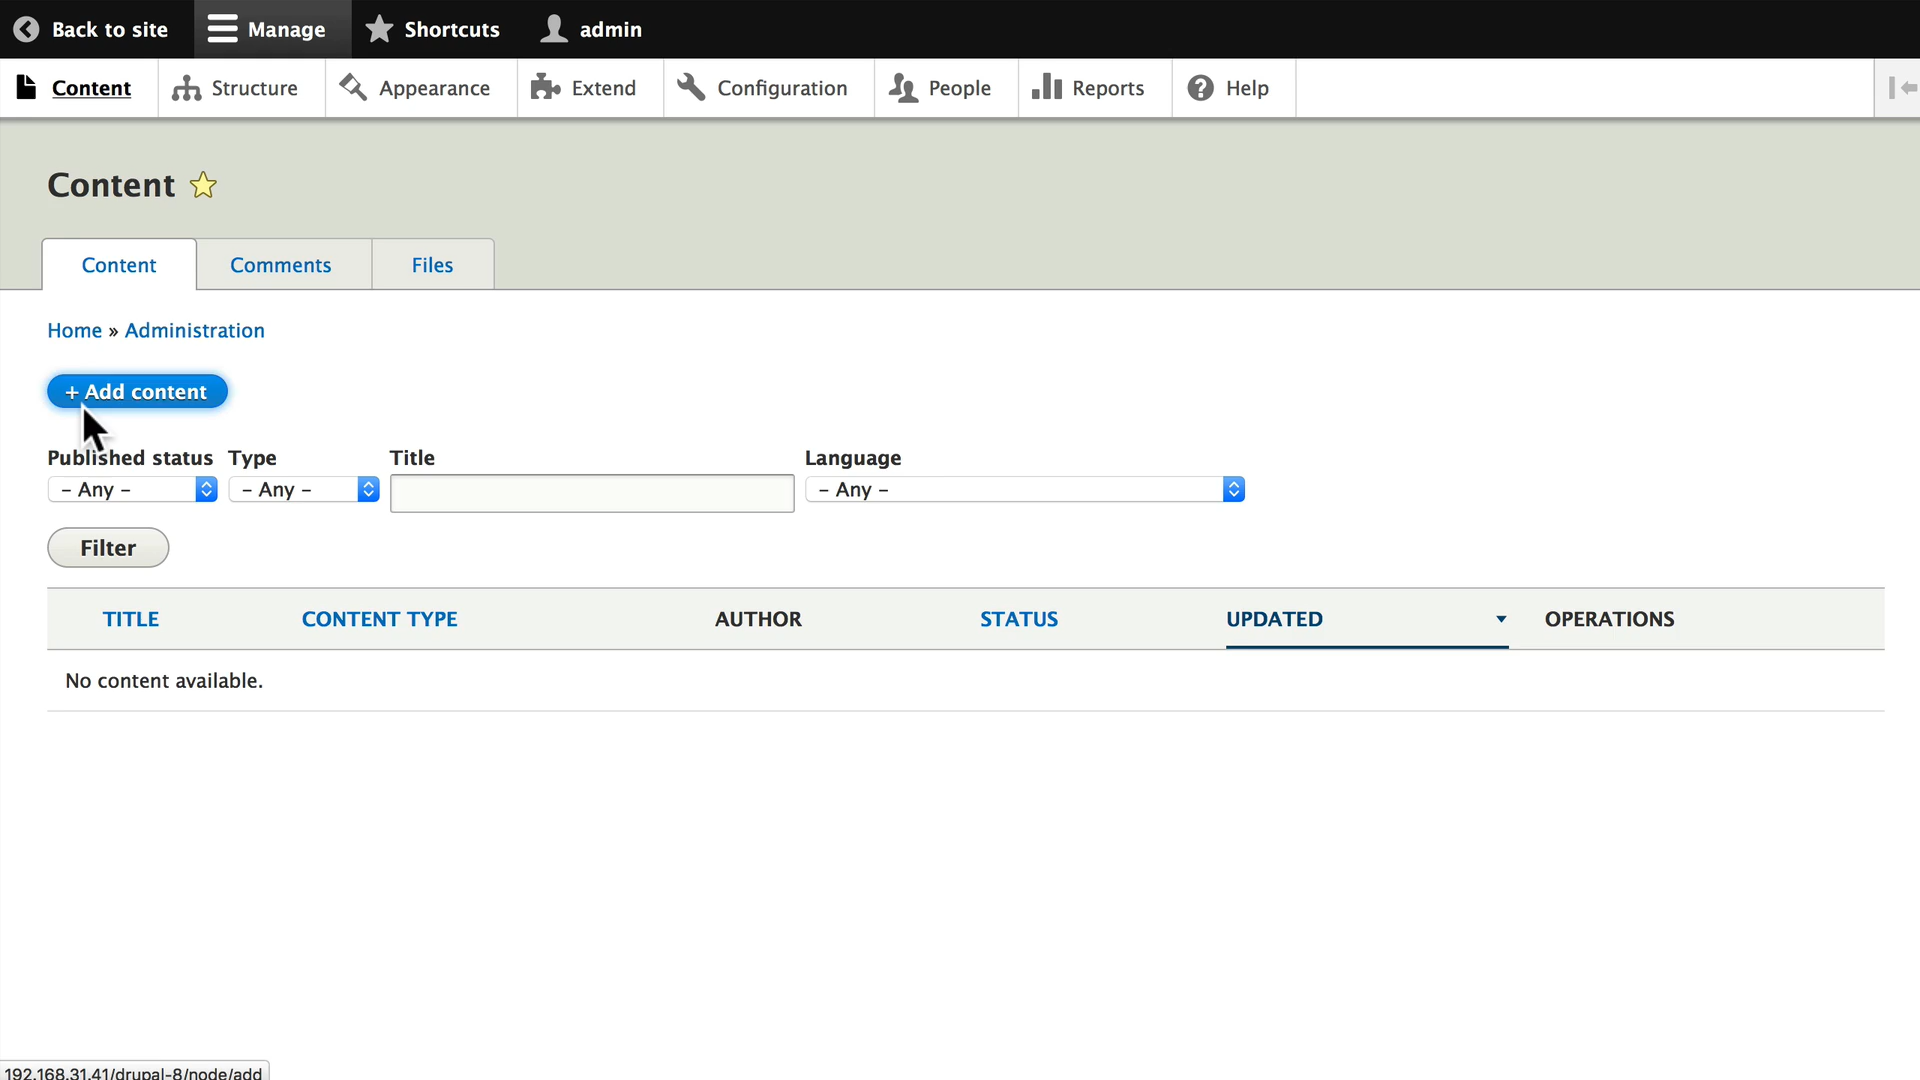 Back to site Manage Shortcuts admin
Content Structure Appearance Extend Configuration People Reports Help
Content
Content Comments Files
Home » Administration
+ Add content
Published status Type Title Language
- Any - - Any - - Any -
Filter
TITLE CONTENT TYPE AUTHOR STATUS UPDATED OPERATIONS
No content available.
192.168.31.41/drupal-8/node/add